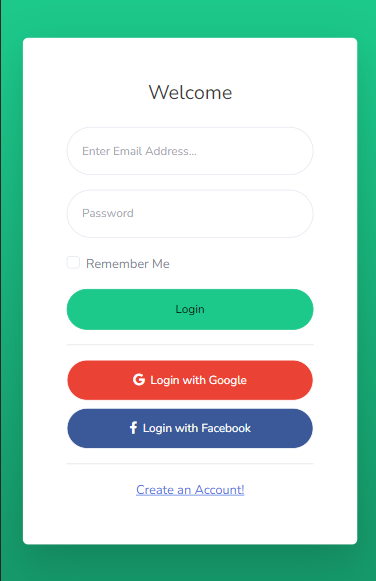 Welcome
Enter Email Address...
Password
Remember Me
Login
Login with Google
Login with Facebook
Create an Account!